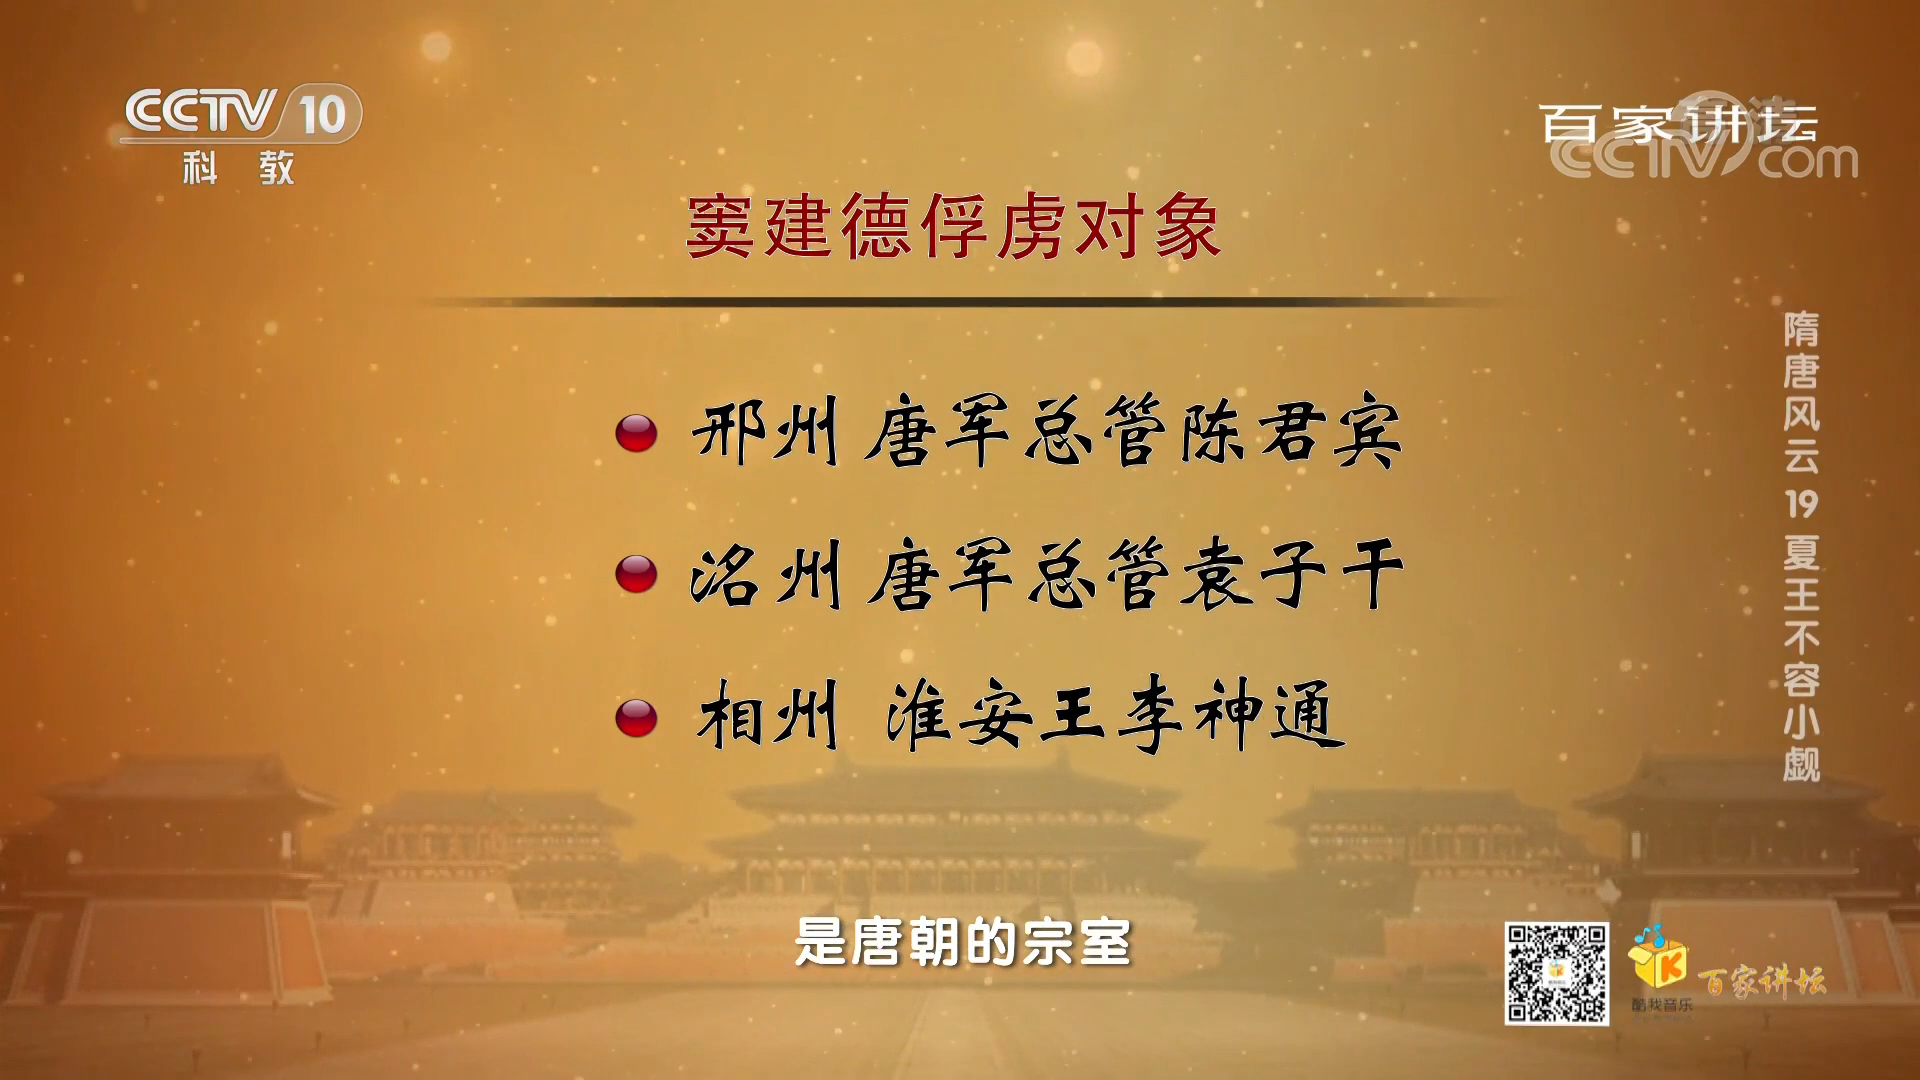 CCTV 10
科教
百家讲坛
CCTV.com
窦建德俘虏对象
邢州 唐军总管陈君宾
洺州 唐军总管袁子干
相州 淮安王李神通
隋唐风云 19 夏王不容小觑
是唐朝的宗室
K
酷我音乐
百家讲坛